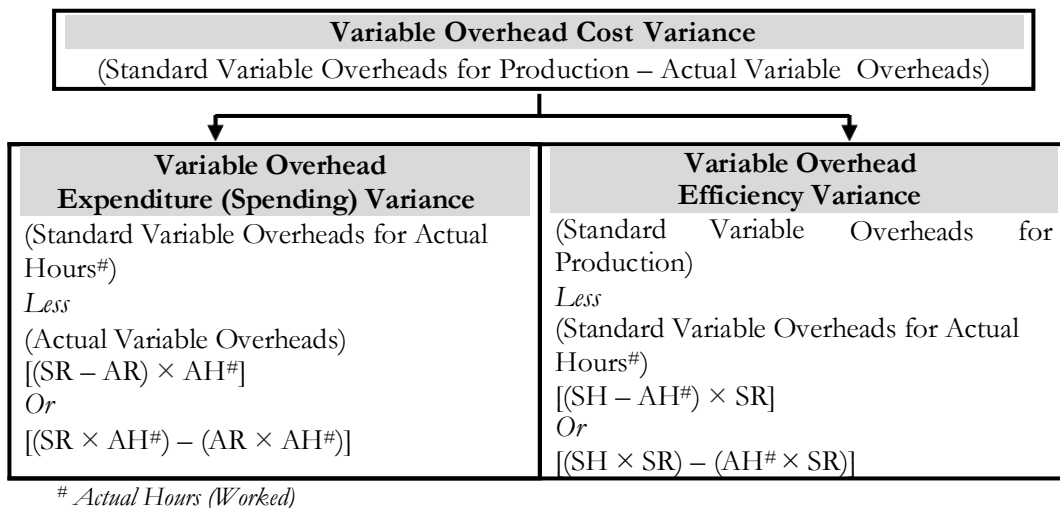 Variable Overhead Cost Variance
(Standard Variable Overheads for Production – Actual Variable Overheads)
Variable Overhead
Expenditure (Spending) Variance
(Standard Variable Overheads for Actual
Hours#)
Less
(Actual Variable Overheads)
[(SR – AR) × AH#]
Or
[(SR × AH#) – (AR × AH#)]
Variable Overhead
Efficiency Variance
(Standard Variable Overheads for
Production)
Less
(Standard Variable Overheads for Actual
Hours#)
[(SH – AH#) × SR]
Or
[(SH × SR) – (AH# × SR)]
# Actual Hours (Worked)